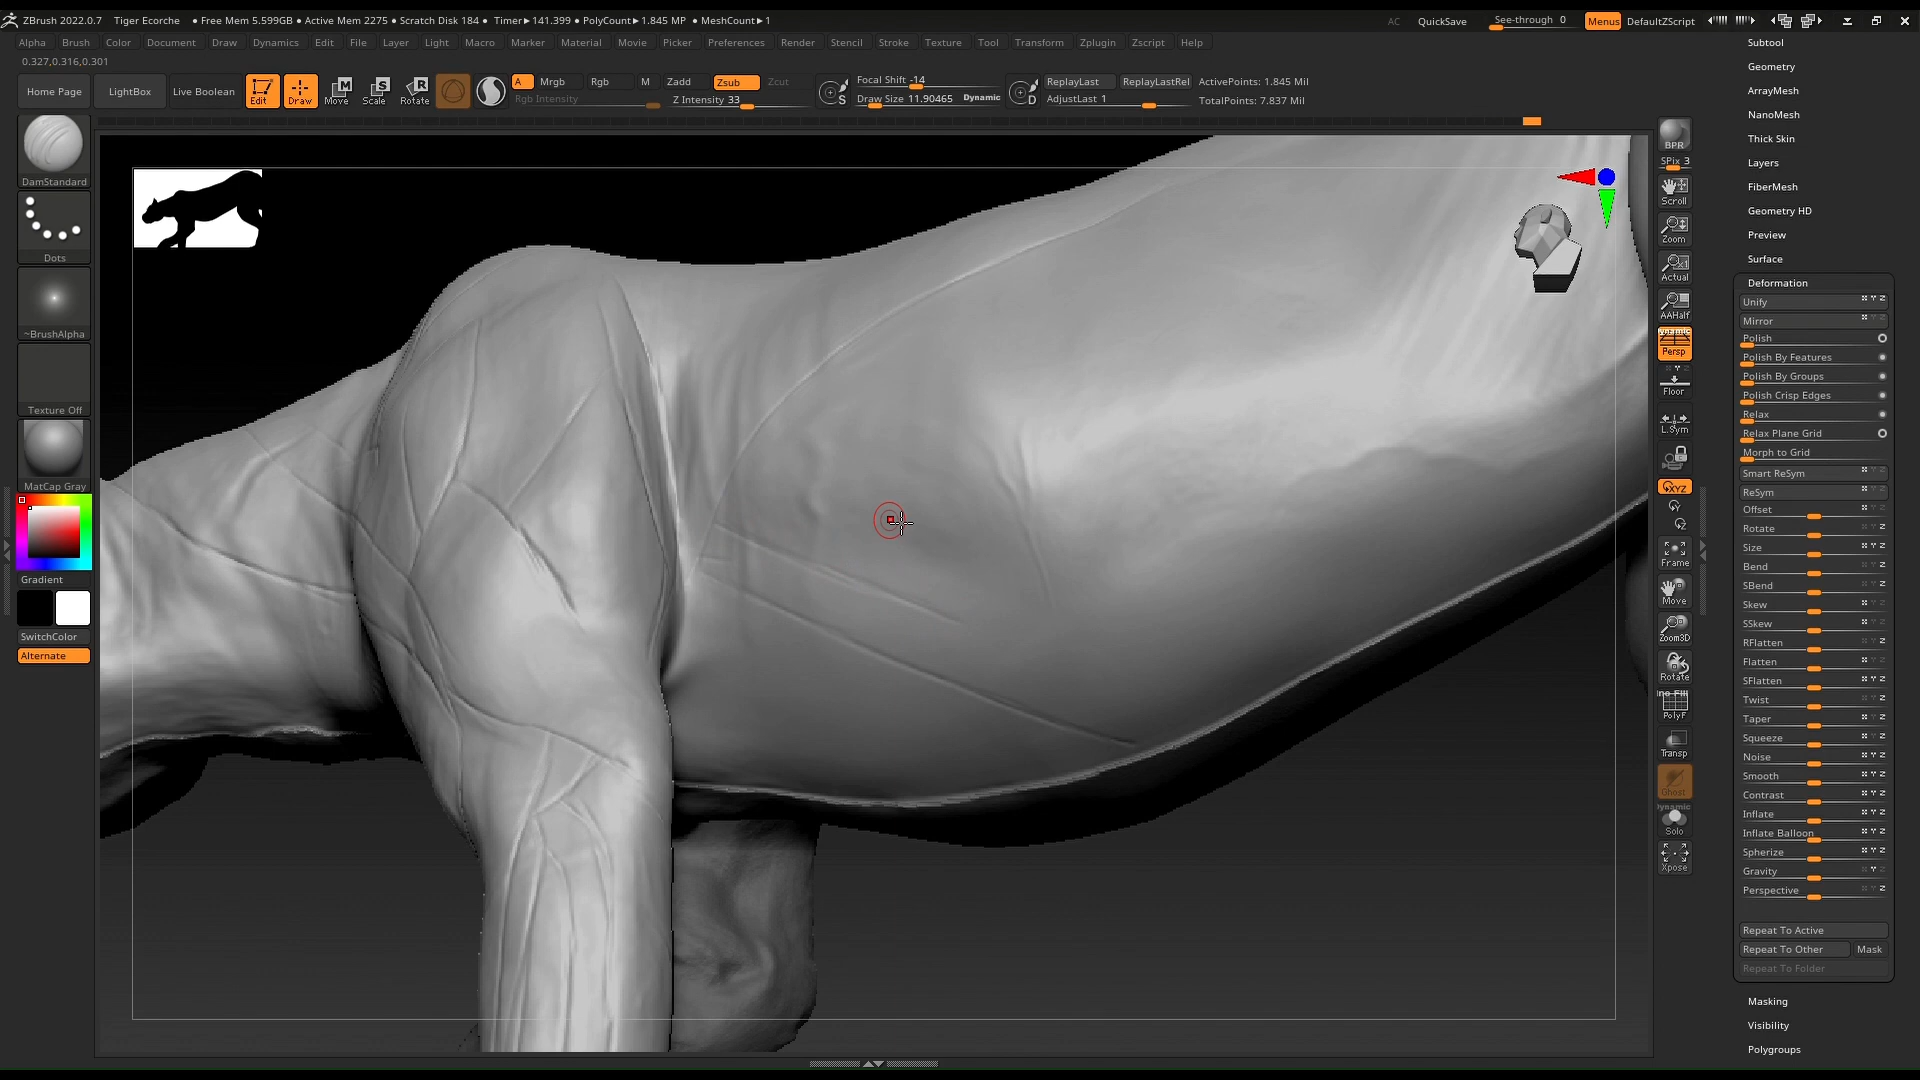 ZBrush 2022.0.7 Tiger Ecorche • Free Mem 5.599GB • Active Mem 2275 • Scratch Disk 184 • Timer▸141.399 • PolyCount▸1.845 MP • MeshCount▸1 AC QuickSave See-through 0 Menus DefaultZScript
Alpha Brush Color Document Draw Dynamics Edit File Layer Light Macro Marker Material Movie Picker Preferences Render Stencil Stroke Texture Tool Transform Zplugin Zscript Help
0.327,0.316,0.301
Home Page LightBox Live Boolean Edit Draw Move Scale Rotate
M S R
A Mrgb Rgb M Zadd Zsub Zcut
Rgb Intensity Z Intensity 33
S Focal Shift -14
Draw Size 11.90465 Dynamic
D ReplayLast ReplayLastRel
AdjustLast 1
ActivePoints: 1.845 Mil
TotalPoints: 7.837 Mil
DamStandard
Dots
~BrushAlpha
Texture Off
MatCap Gray
Gradient
SwitchColor
Alternate
BPR
SPix 3
Scroll
Zoom
Actual
AAHalf
Persp
Floor
L.Sym
XYZ
Y
Z
Frame
Move
Zoom3D
Rotate
PolyF
Transp
Ghost
Dynamic
Solo
Xpose
Subtool
Geometry
ArrayMesh
NanoMesh
Thick Skin
Layers
FiberMesh
Geometry HD
Preview
Surface
Deformation
Unify
Mirror
Polish
Polish By Features
Polish By Groups
Polish Crisp Edges
Relax
Relax Plane Grid
Morph to Grid
Smart ReSym
ReSym
Offset
Rotate
Size
Bend
SBend
Skew
SSkew
RFlatten
Flatten
SFlatten
Twist
Taper
Squeeze
Noise
Smooth
Contrast
Inflate
Inflate Balloon
Spherize
Gravity
Perspective
Repeat To Active
Repeat To Other Mask
Repeat To Folder
Masking
Visibility
Polygroups